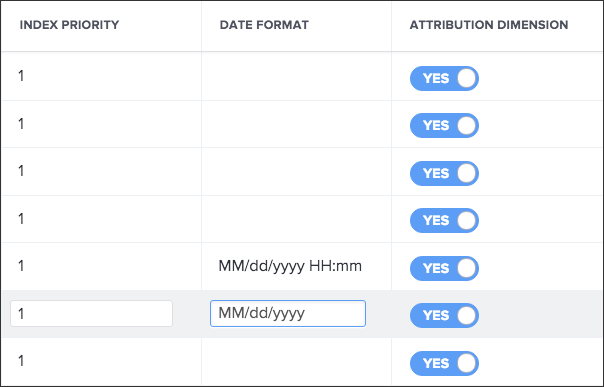 INDEX PRIORITY DATE FORMAT ATTRIBUTION DIMENSION
1 YES
1 YES
1 YES
1 YES
1 MM/dd/yyyy HH:mm YES
1 MM/dd/yyyy YES
1 YES